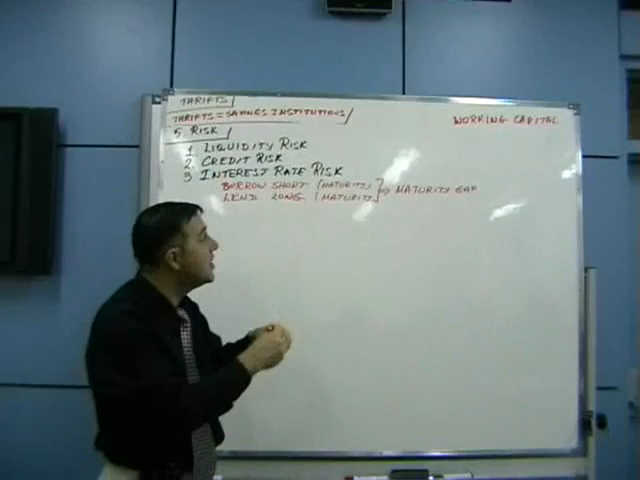 THRIFTS
THRIFTS = SAVINGS INSTITUTIONS
WORKING CAPITAL
5. RISK
1. LIQUIDITY RISK
2. CREDIT RISK
3 INTEREST RATE RISK
BORROW SHORT (MATURITY)
LEND LONG (MATURITY) } ⇒ MATURITY GAP